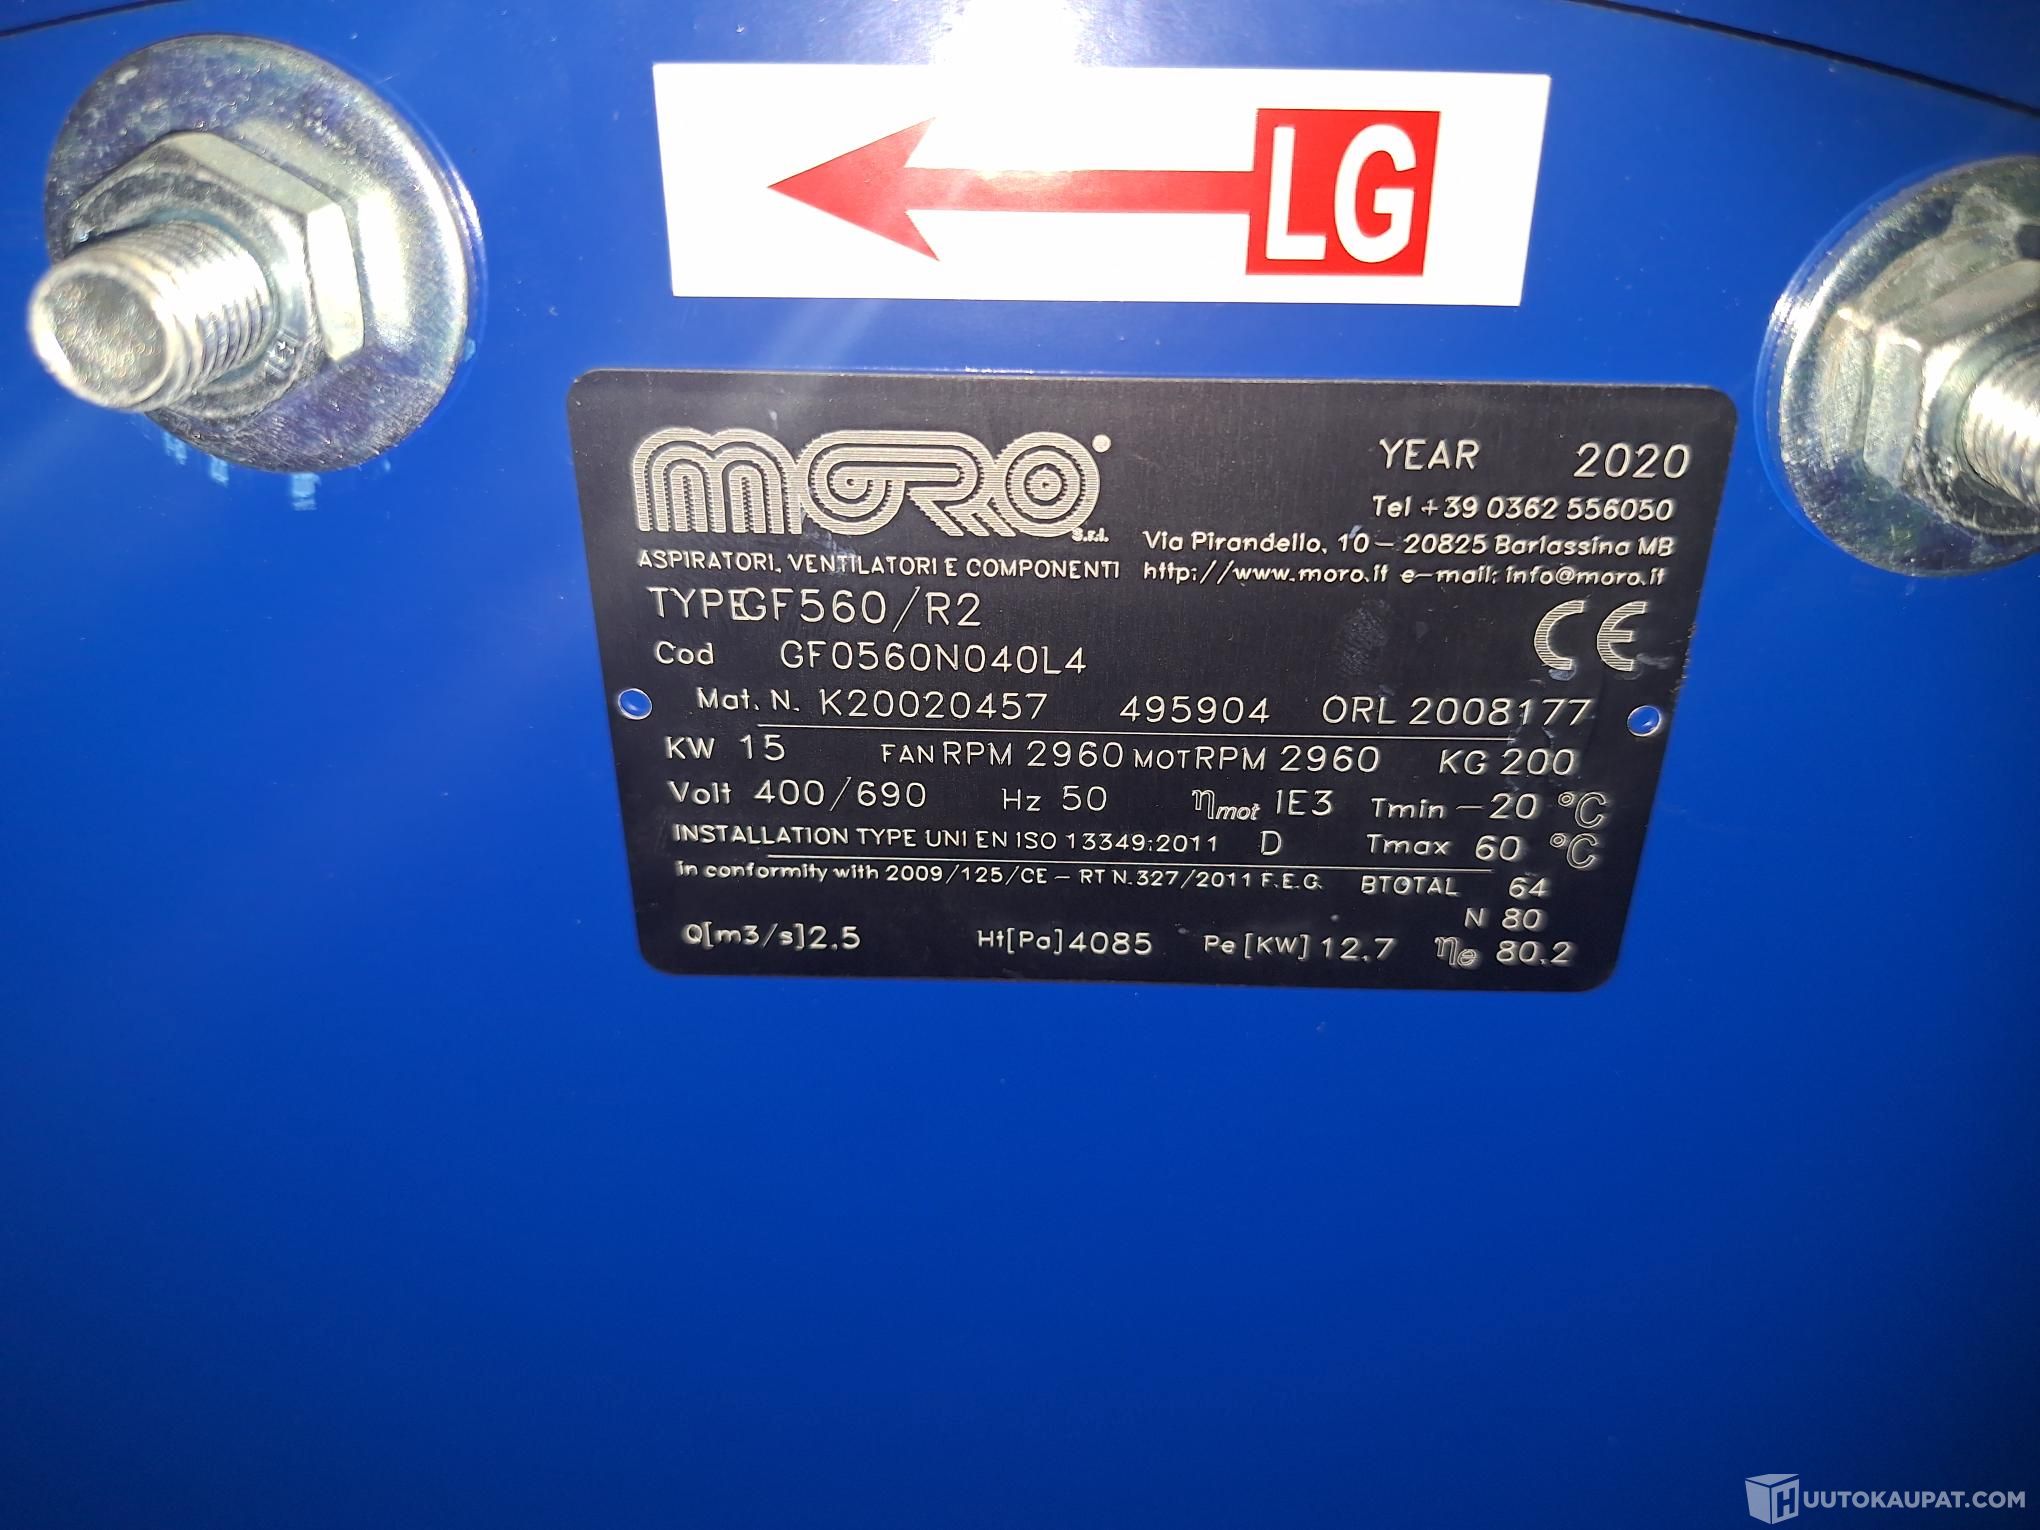 LG
moro
s.r.l.
YEAR 2020
Tel +39 0362 556050
Via Pirandello, 10 – 20825 Barlassina MB
ASPIRATORI, VENTILATORI E COMPONENTI http://www.moro.it e-mail: info@moro.it
TYPE GF560/R2
CE
Cod GF0560N040L4
Mat. N. K20020457 495904 ORL 2008177
KW 15 FAN RPM 2960 MOT RPM 2960 KG 200
Volt 400/690 Hz 50 ηmot IE3 Tmin -20 °C
INSTALLATION TYPE UNI EN ISO 13349:2011 D Tmax 60 °C
In conformity with 2009/125/CE - RT N.327/2011 F.E.G. BTOTAL 64
N 80
Q[m3/s]2,5 Ht[Pa]4085 Pe[KW]12,7 ηe 80,2
HUUTOKAUPAT.COM